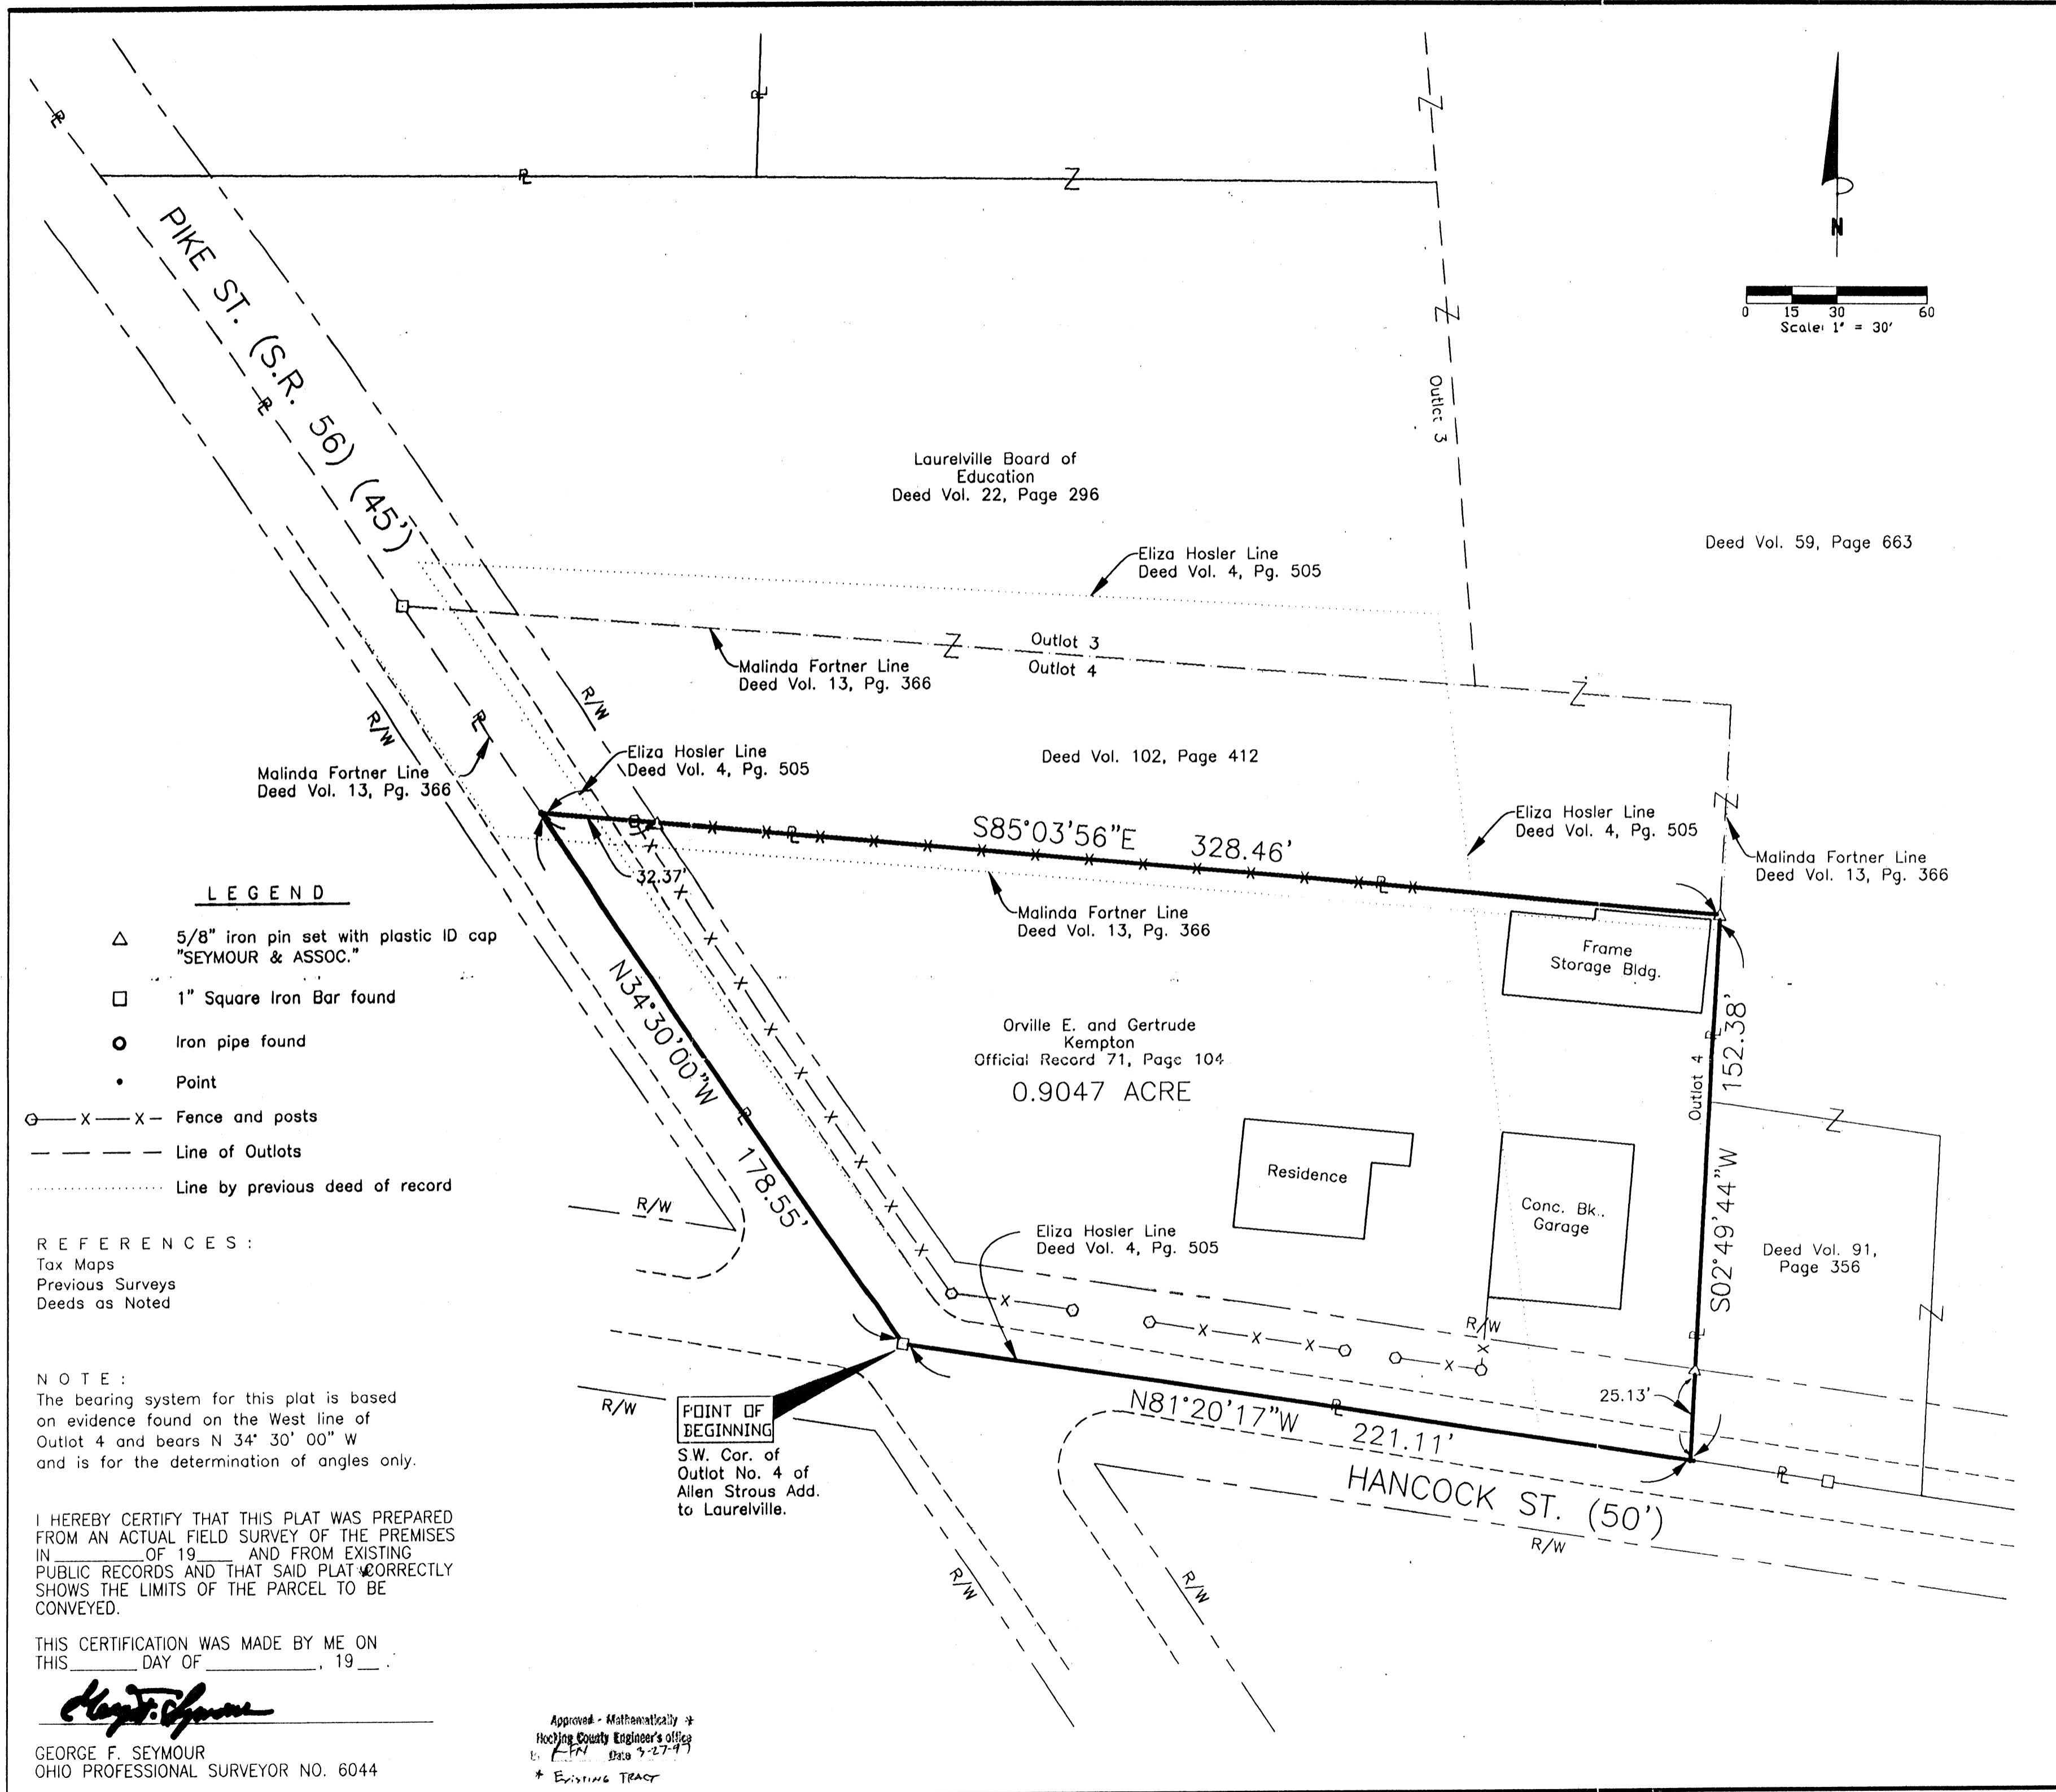 N
0 15 30 60
Scale: 1" = 30'
PIKE ST. (S.R. 56) (45')
Outlot 3
Laurelville Board of
Education
Deed Vol. 22, Page 296
Deed Vol. 59, Page 663
Eliza Hosler Line
Deed Vol. 4, Pg. 505
Outlot 3
Outlot 4
Malinda Fortner Line
Deed Vol. 13, Pg. 366
R/W
R/W
Eliza Hosler Line
Deed Vol. 4, Pg. 505
Deed Vol. 102, Page 412
Malinda Fortner Line
Deed Vol. 13, Pg. 366
Eliza Hosler Line
Deed Vol. 4, Pg. 505
S85°03'56"E 328.46'
Malinda Fortner Line
Deed Vol. 13, Pg. 366
32.37'
Malinda Fortner Line
Deed Vol. 13, Pg. 366
Frame
Storage Bldg.
LEGEND
5/8" iron pin set with plastic ID cap
"SEYMOUR & ASSOC."
1" Square Iron Bar found
Iron pipe found
Point
X X Fence and posts
Line of Outlots
Line by previous deed of record
N34°30'00"W 178.55'
Orville E. and Gertrude
Kempton
Official Record 71, Page 104
0.9047 ACRE
Outlot 4
S02°49'44"W 152.38'
Residence
Conc. Bk.
Garage
Deed Vol. 91,
Page 356
R/W
Eliza Hosler Line
Deed Vol. 4, Pg. 505
R/W
25.13'
REFERENCES:
Tax Maps
Previous Surveys
Deeds as Noted
NOTE:
The bearing system for this plat is based
on evidence found on the West line of
Outlot 4 and bears N 34° 30' 00" W
and is for the determination of angles only.
R/W
POINT OF
BEGINNING
S.W. Cor. of
Outlot No. 4 of
Allen Strous Add.
to Laurelville.
N81°20'17"W 221.11'
HANCOCK ST. (50')
R/W
R/W
R/W
I HEREBY CERTIFY THAT THIS PLAT WAS PREPARED
FROM AN ACTUAL FIELD SURVEY OF THE PREMISES
IN ________ OF 19___ AND FROM EXISTING
PUBLIC RECORDS AND THAT SAID PLAT CORRECTLY
SHOWS THE LIMITS OF THE PARCEL TO BE
CONVEYED.
THIS CERTIFICATION WAS MADE BY ME ON
THIS______ DAY OF __________, 19__.
George F. Seymour
GEORGE F. SEYMOUR
OHIO PROFESSIONAL SURVEYOR NO. 6044
Approved - Mathematically *
Hocking County Engineer's office
Date 3-27-97
* EXISTING TRACT